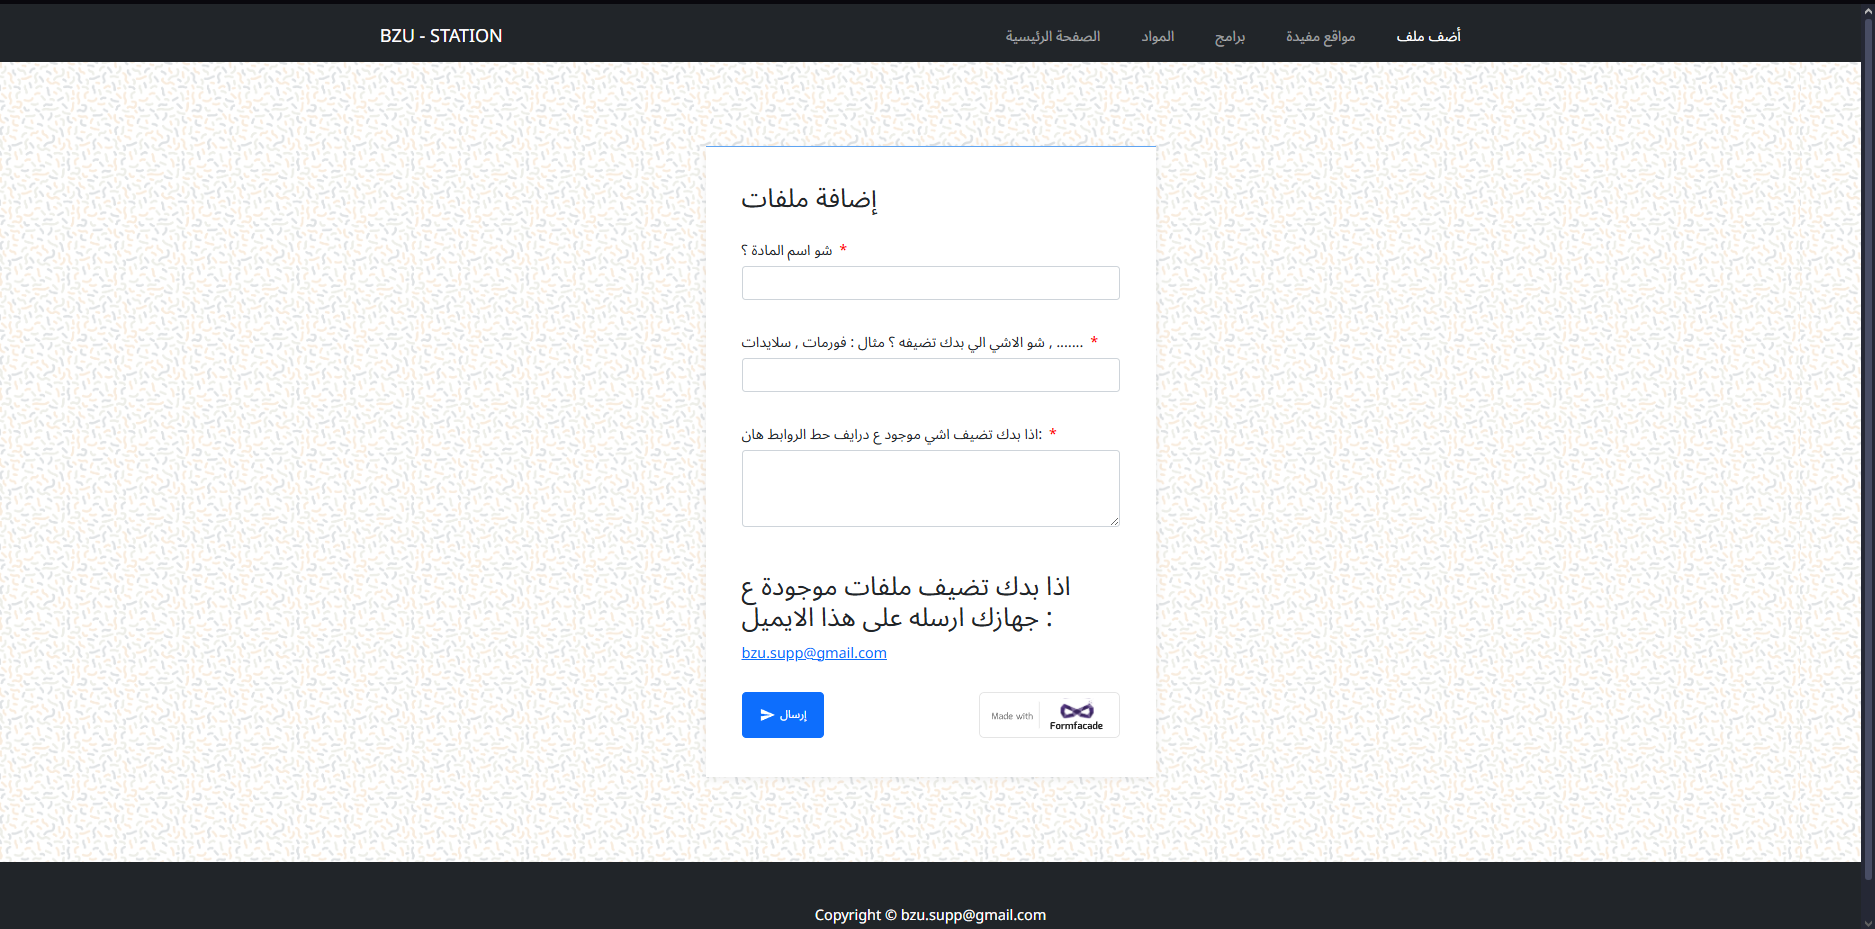 BZU - STATION
الصفحة الرئيسية
المواد
برامج
مواقع مفيدة
أضف ملف
إضافة ملفات
شو اسم المادة ؟ *
شو الاشي الي بدك تضيفه ؟ مثال : فورمات , سلايدات , ....... *
اذا بدك تضيف اشي موجود ع درايف حط الروابط هان: *
اذا بدك تضيف ملفات موجودة ع
جهازك ارسله على هذا الايميل :
bzu.supp@gmail.com
إرسال
Made with
Formfacade
Copyright © bzu.supp@gmail.com